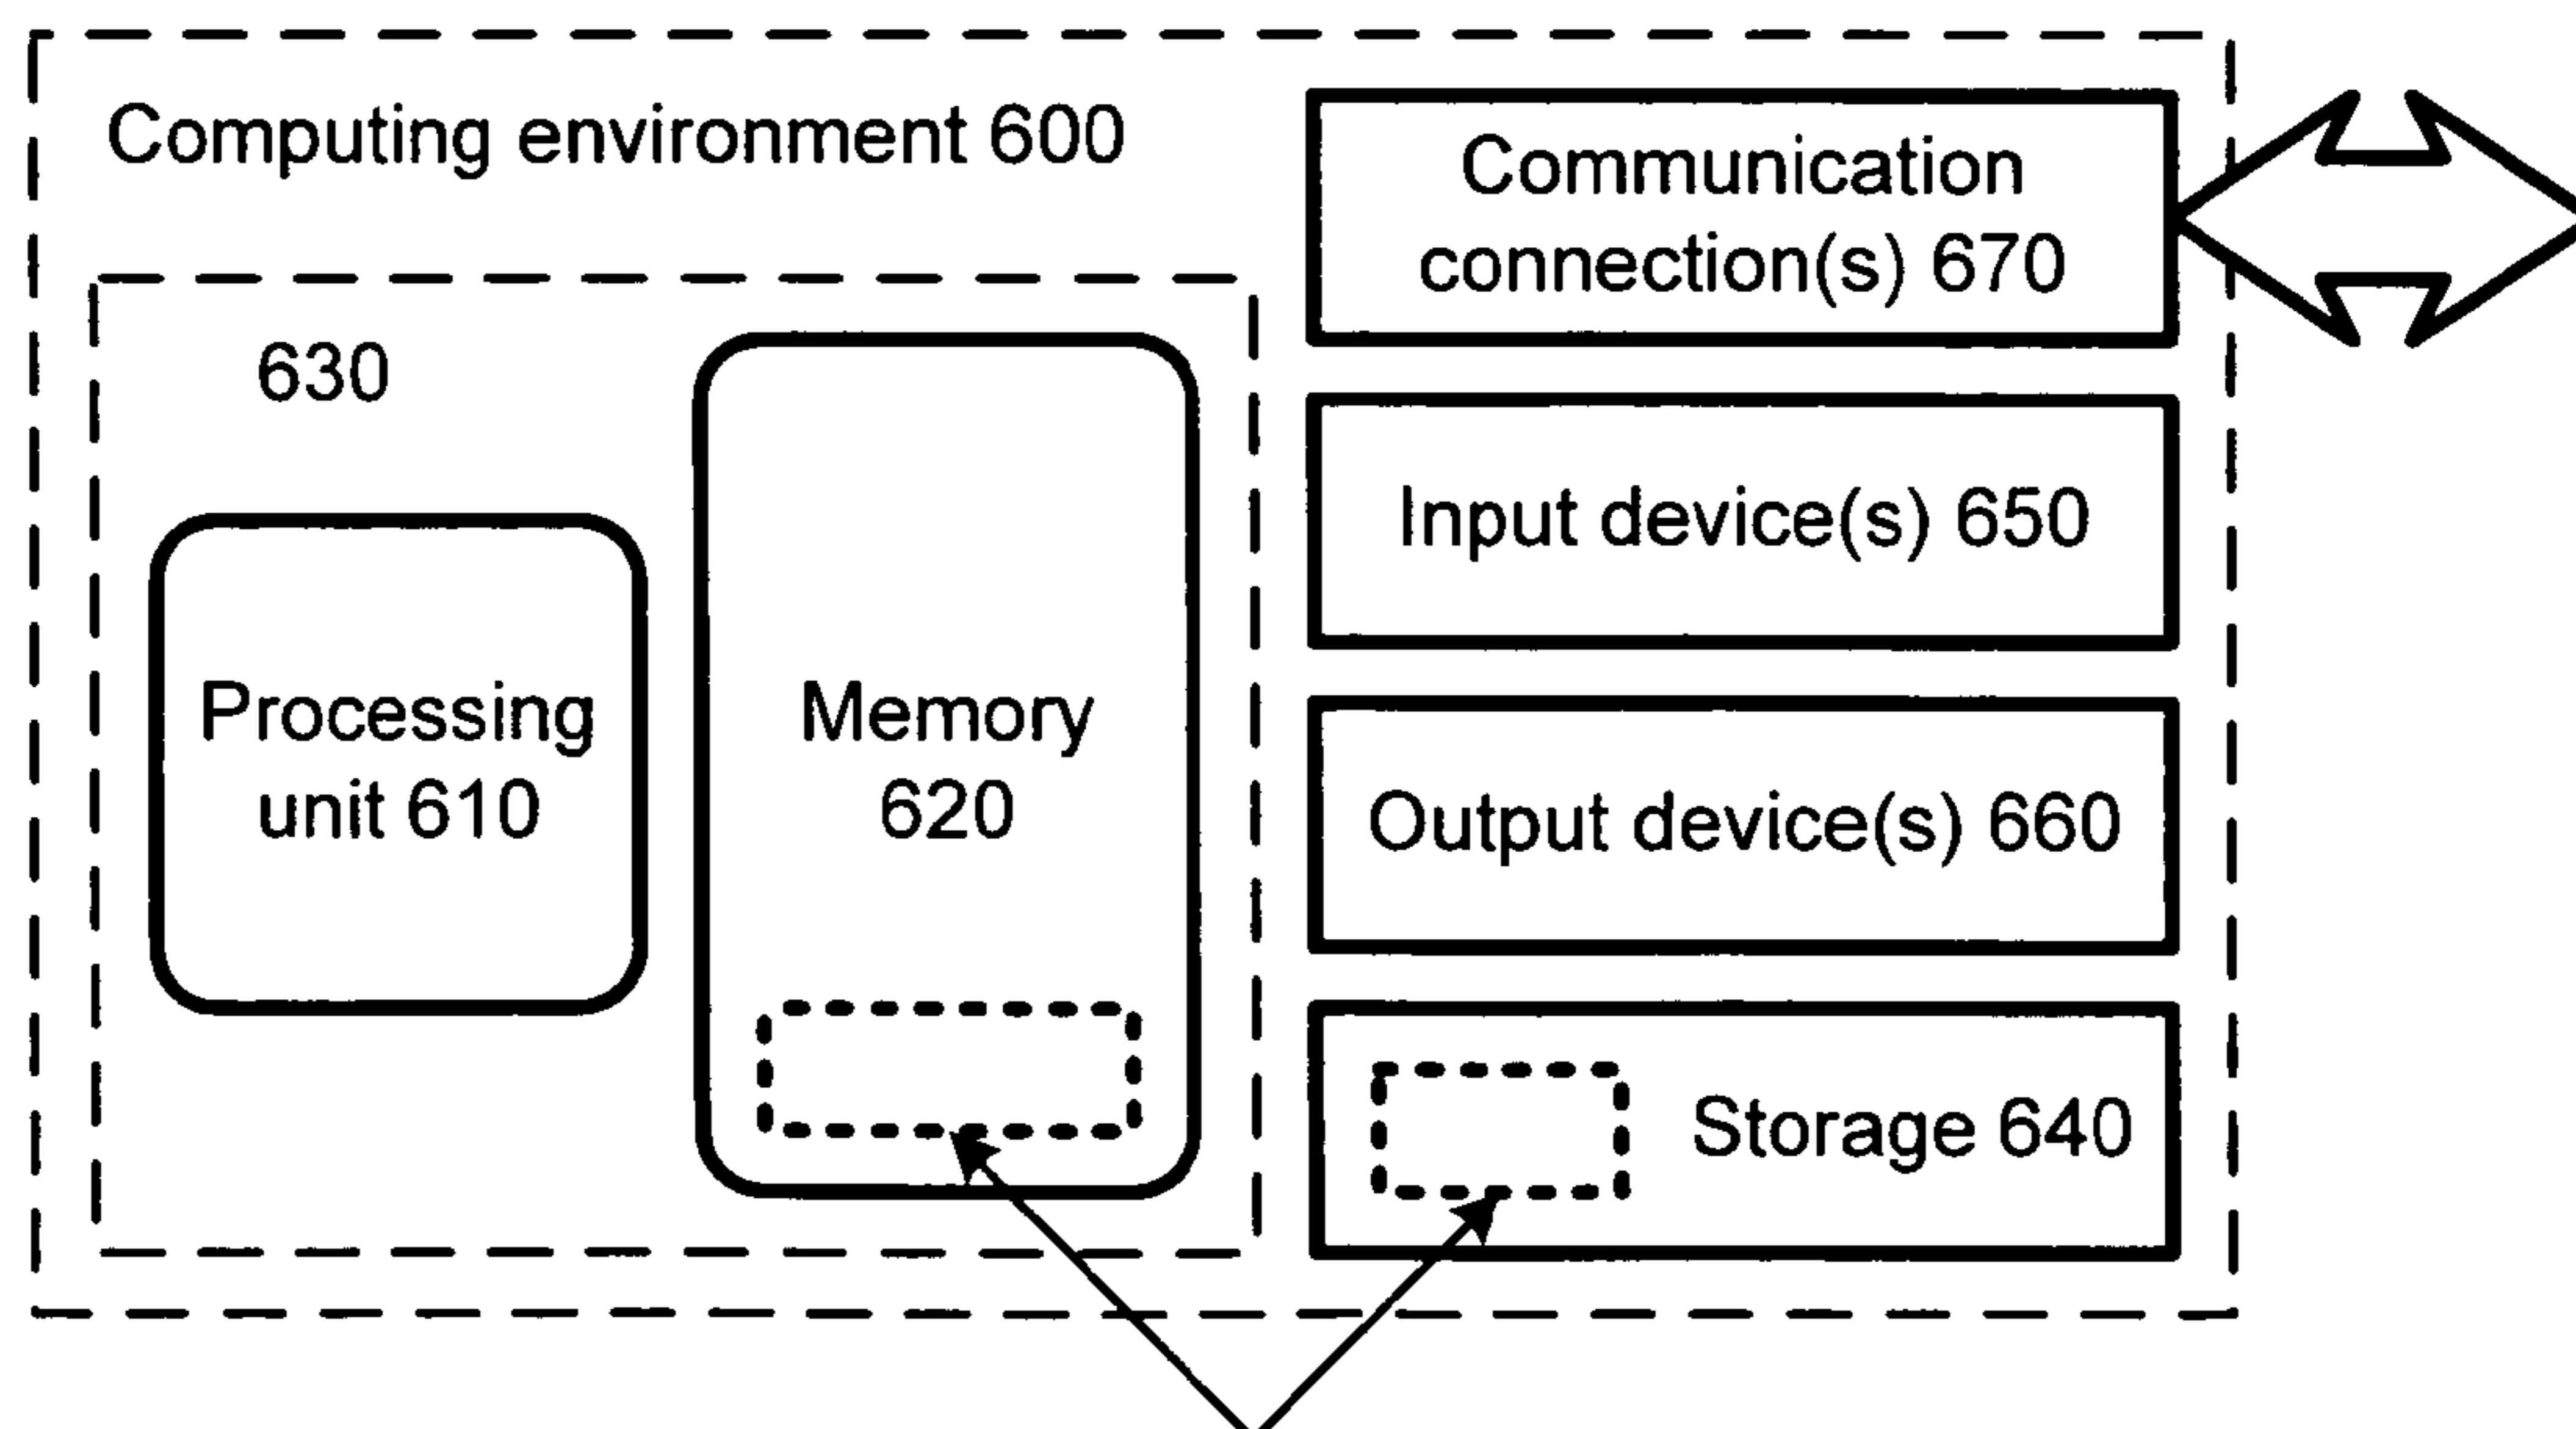 Computing environment 600
630
Processing
unit 610
Memory
620
Communication
connection(s) 670
Input device(s) 650
Output device(s) 660
Storage 640